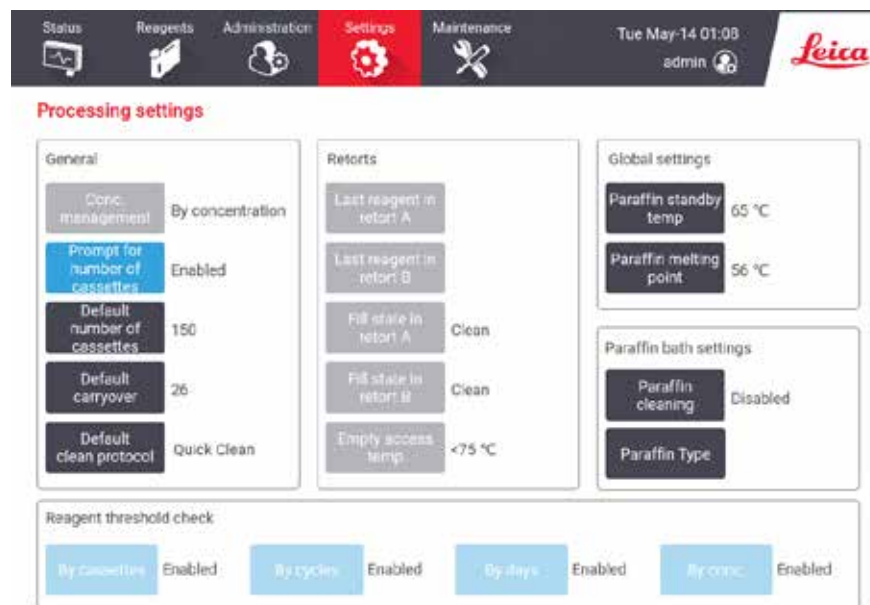 Status Reagents Administration Settings Maintenance Tue May-14 01:08
admin
Leica
Processing settings
General
Conc.
management
By concentration
Prompt for
number of
cassettes
Enabled
Default
number of
cassettes
150
Default
carryover
26
Default
clean protocol
Quick Clean
Retorts
Last reagent in
retort A
Last reagent in
retort B
Fill state in
retort A
Clean
Fill state in
retort B
Clean
Empty access
temp
<75 °C
Global settings
Paraffin standby
temp
65 °C
Paraffin melting
point
56 °C
Paraffin bath settings
Paraffin
cleaning
Disabled
Paraffin Type
Reagent threshold check
By cassettes Enabled By cycles Enabled By days Enabled By conc. Enabled